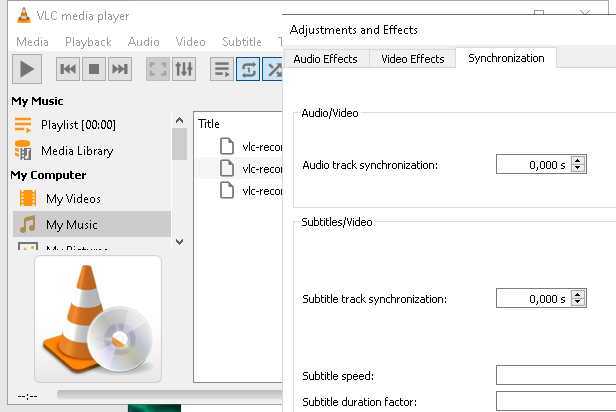 VLC media player
Media Playback Audio Video Subtitle
Adjustments and Effects
Audio Effects Video Effects Synchronization
My Music
Playlist [00:00]
Media Library
My Computer
My Videos
My Music
Title
vlc-recor
vlc-recor
vlc-recor
--:--
Audio/Video
Audio track synchronization: 0,000 s
Subtitles/Video
Subtitle track synchronization: 0,000 s
Subtitle speed:
Subtitle duration factor: